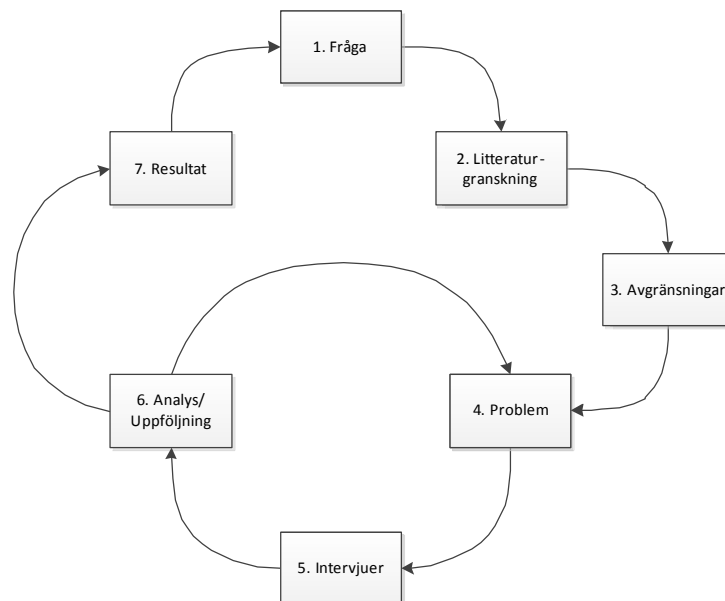 1. Fråga
2. Litteratur-
granskning
3. Avgränsningar
4. Problem
5. Intervjuer
6. Analys/
Uppföljning
7. Resultat